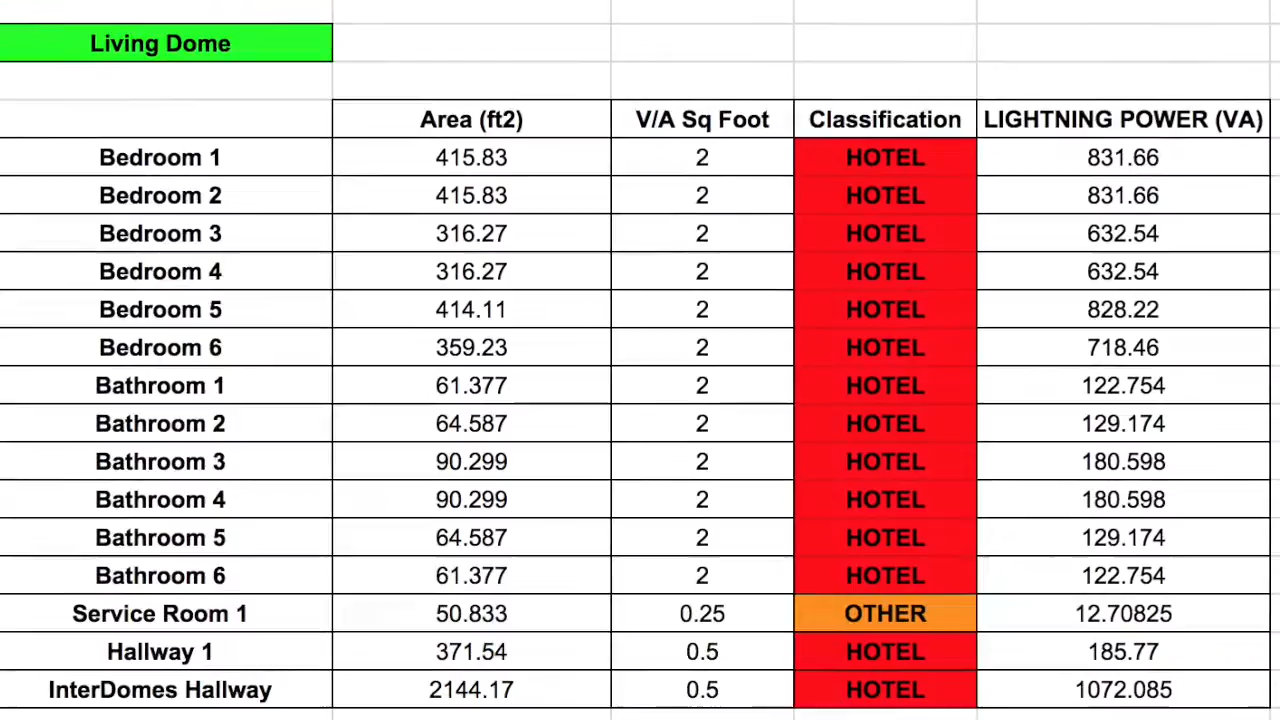 Living Dome
Area (ft2) V/A Sq Foot Classification LIGHTNING POWER (VA)
Bedroom 1 415.83 2 HOTEL 831.66
Bedroom 2 415.83 2 HOTEL 831.66
Bedroom 3 316.27 2 HOTEL 632.54
Bedroom 4 316.27 2 HOTEL 632.54
Bedroom 5 414.11 2 HOTEL 828.22
Bedroom 6 359.23 2 HOTEL 718.46
Bathroom 1 61.377 2 HOTEL 122.754
Bathroom 2 64.587 2 HOTEL 129.174
Bathroom 3 90.299 2 HOTEL 180.598
Bathroom 4 90.299 2 HOTEL 180.598
Bathroom 5 64.587 2 HOTEL 129.174
Bathroom 6 61.377 2 HOTEL 122.754
Service Room 1 50.833 0.25 OTHER 12.70825
Hallway 1 371.54 0.5 HOTEL 185.77
InterDomes Hallway 2144.17 0.5 HOTEL 1072.085